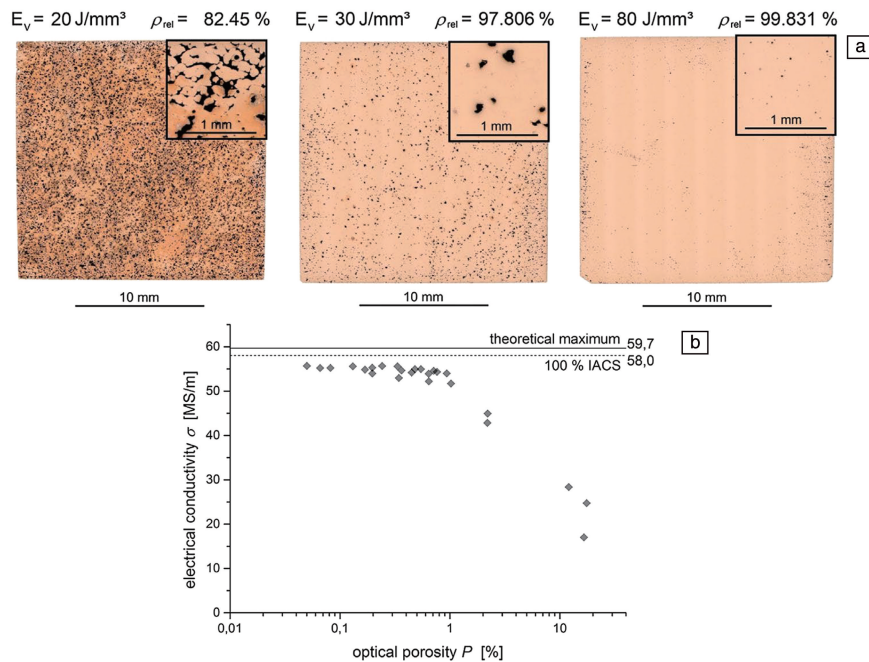 E_v = 20 J/mm³ ρ_rel = 82.45 %
E_v = 30 J/mm³ ρ_rel = 97.806 %
E_v = 80 J/mm³ ρ_rel = 99.831 %
a
1 mm
1 mm
1 mm
10 mm
10 mm
10 mm
b
theoretical maximum 59,7
100 % IACS 58,0
60
50
40
30
20
10
0
electrical conductivity σ [MS/m]
0,01 0,1 1 10
optical porosity P [%]